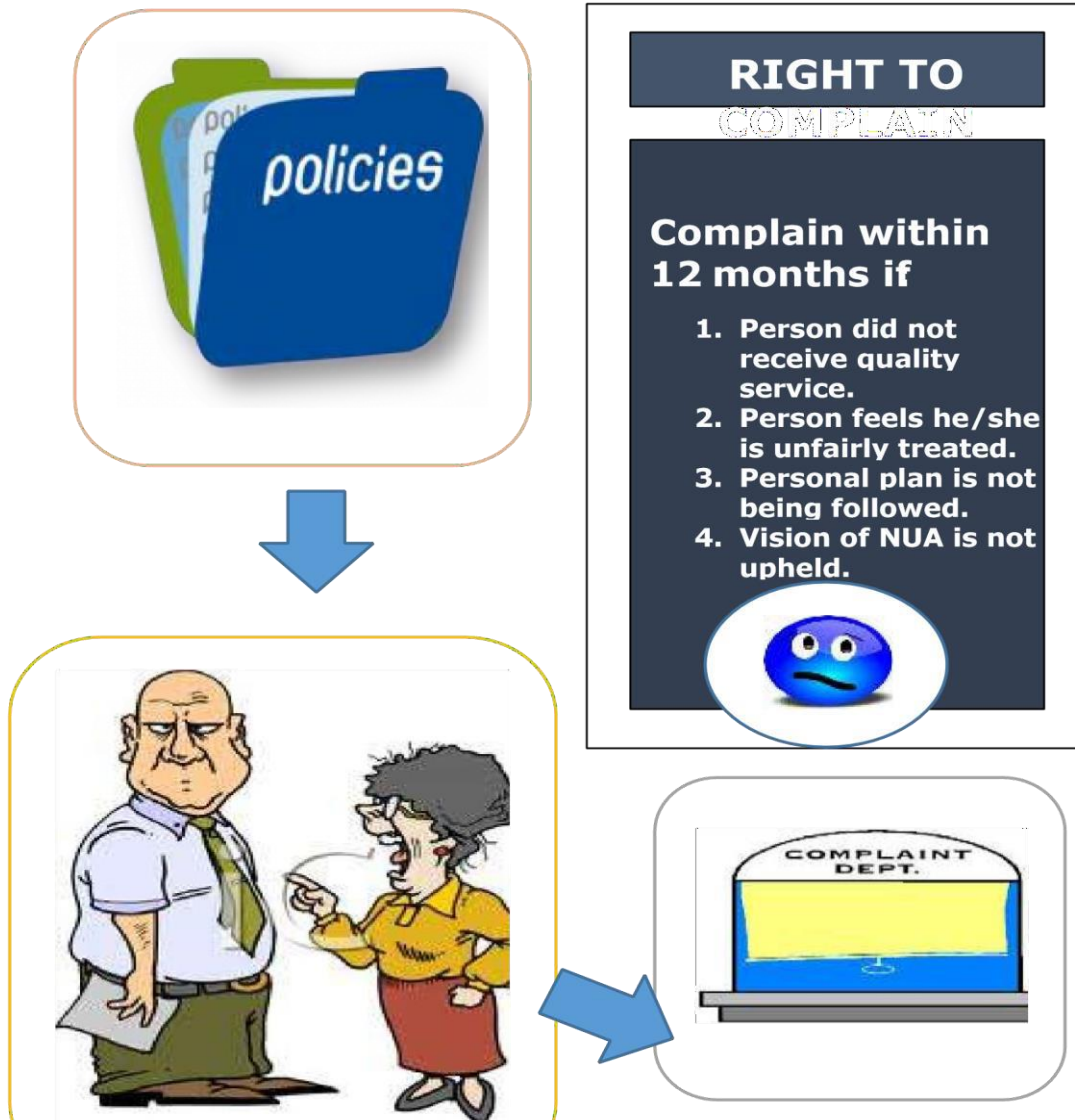 policies
RIGHT TO
COMPLAIN
Complain within
12 months if
1. Person did not
receive quality
service.
2. Person feels he/she
is unfairly treated.
3. Personal plan is not
being followed.
4. Vision of NUA is not
upheld.
COMPLAINT
DEPT.